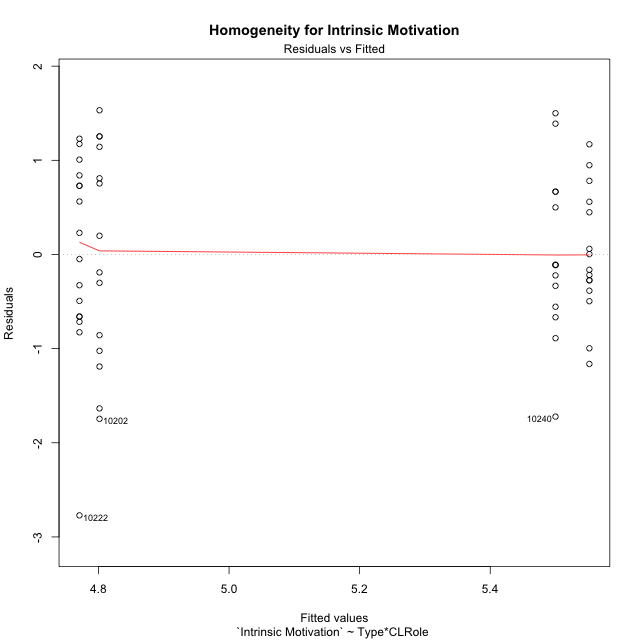 Homogeneity for Intrinsic Motivation
Residuals vs Fitted
2
1
0
-1
-2
-3
Residuals
10202
10240
10222
4.8 5.0 5.2 5.4
Fitted values
`Intrinsic Motivation` ~ Type*CLRole